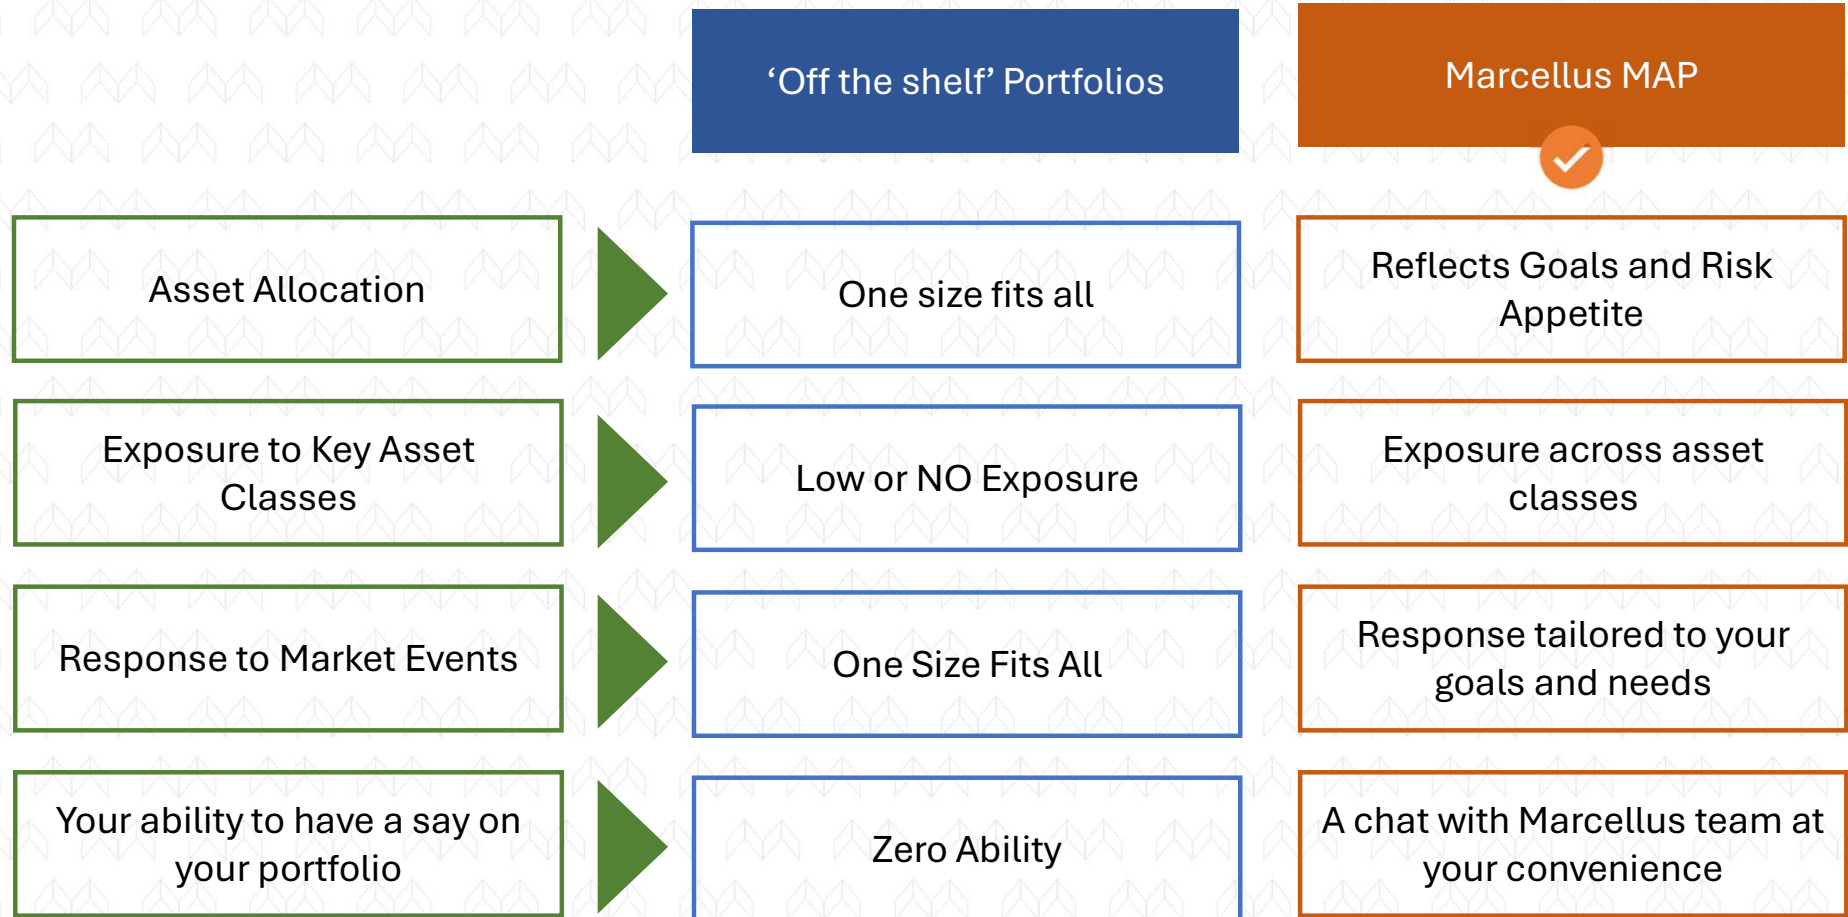 ‘Off the shelf’ Portfolios
Marcellus MAP
Asset Allocation
One size fits all
Reflects Goals and Risk
Appetite
Exposure to Key Asset
Classes
Low or NO Exposure
Exposure across asset
classes
Response to Market Events
One Size Fits All
Response tailored to your
goals and needs
Your ability to have a say on
your portfolio
Zero Ability
A chat with Marcellus team at
your convenience